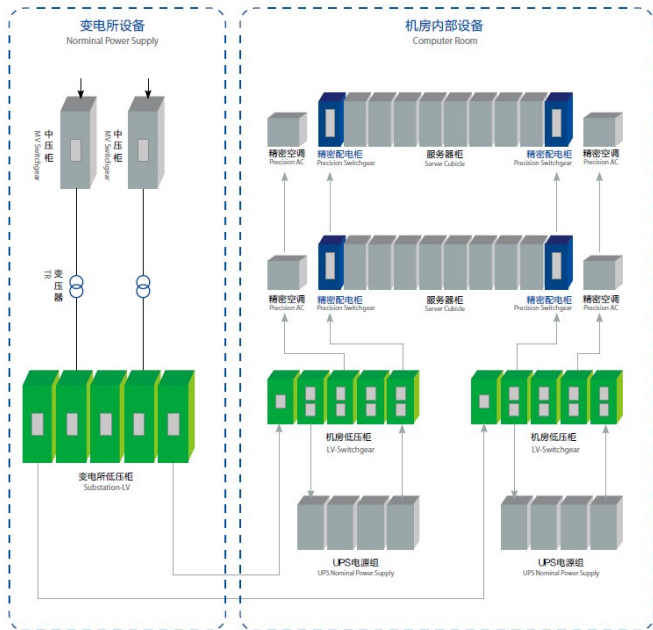 变电所设备
Norminal Power Supply
中压柜
MV Switchgear
中压柜
MV Switchgear
变压器
TR
变电所低压柜
Substation-LV
机房内部设备
Computer Room
精密空调
Precision AC
精密配电柜
Precision Switchgear
服务器柜
Server Cubicle
精密配电柜
Precision Switchgear
精密空调
Precision AC
精密空调
Precision AC
精密配电柜
Precision Switchgear
服务器柜
Server Cubicle
精密配电柜
Precision Switchgear
精密空调
Precision AC
机房低压柜
LV-Switchgear
机房低压柜
LV-Switchgear
UPS电源组
UPS Nominal Power Supply
UPS电源组
UPS Nominal Power Supply